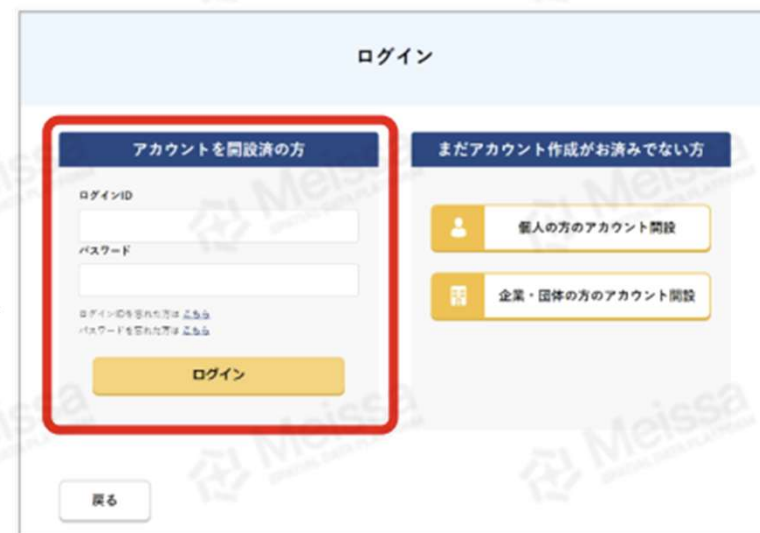 ログイン
アカウントを開設済の方
ログインID
パスワード
ログインIDを忘れた方は こちら
パスワードを忘れた方は こちら
ログイン
まだアカウント作成がお済みでない方
個人の方のアカウント開設
企業・団体の方のアカウント開設
戻る
Meissa
SPATIAL DATA PLATFORM